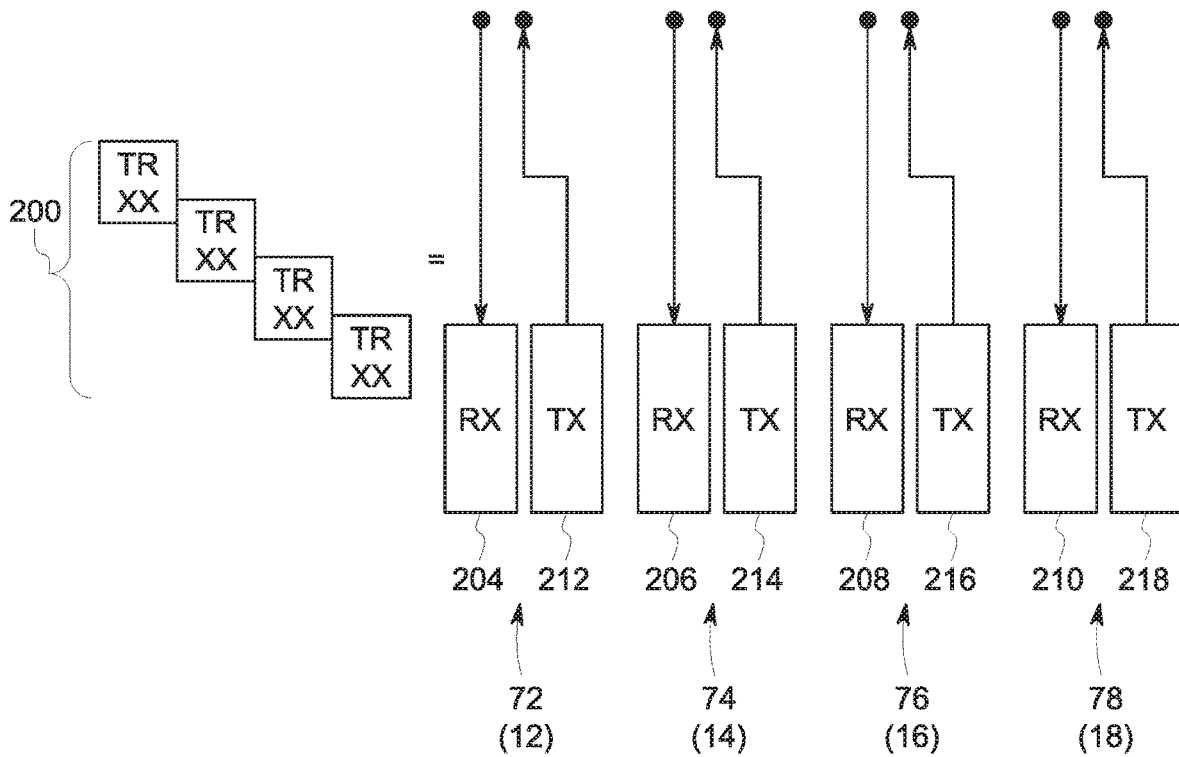 200
TR
XX
TR
XX
TR
XX
TR
XX
=
RX TX RX TX RX TX RX TX
204 212 206 214 208 216 210 218
72 74 76 78
(12) (14) (16) (18)